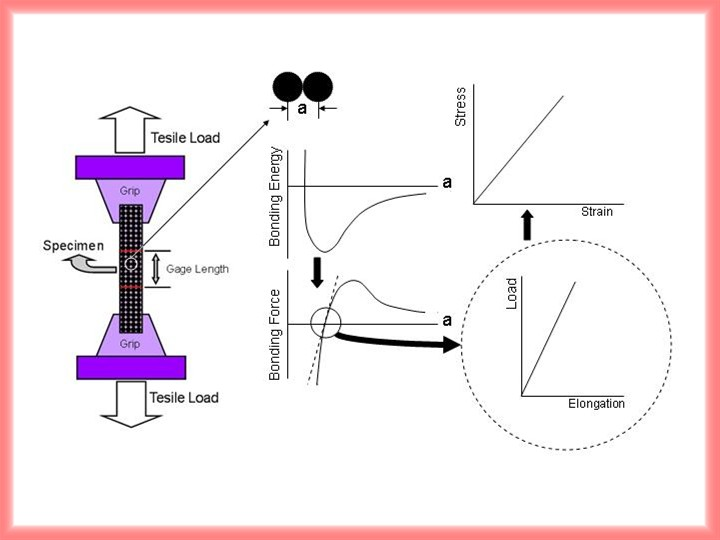 Tesile Load
Grip
Specimen
Gage Length
Grip
Tesile Load
a
Bonding Energy
a
Bonding Force
a
Stress
Strain
Load
Elongation